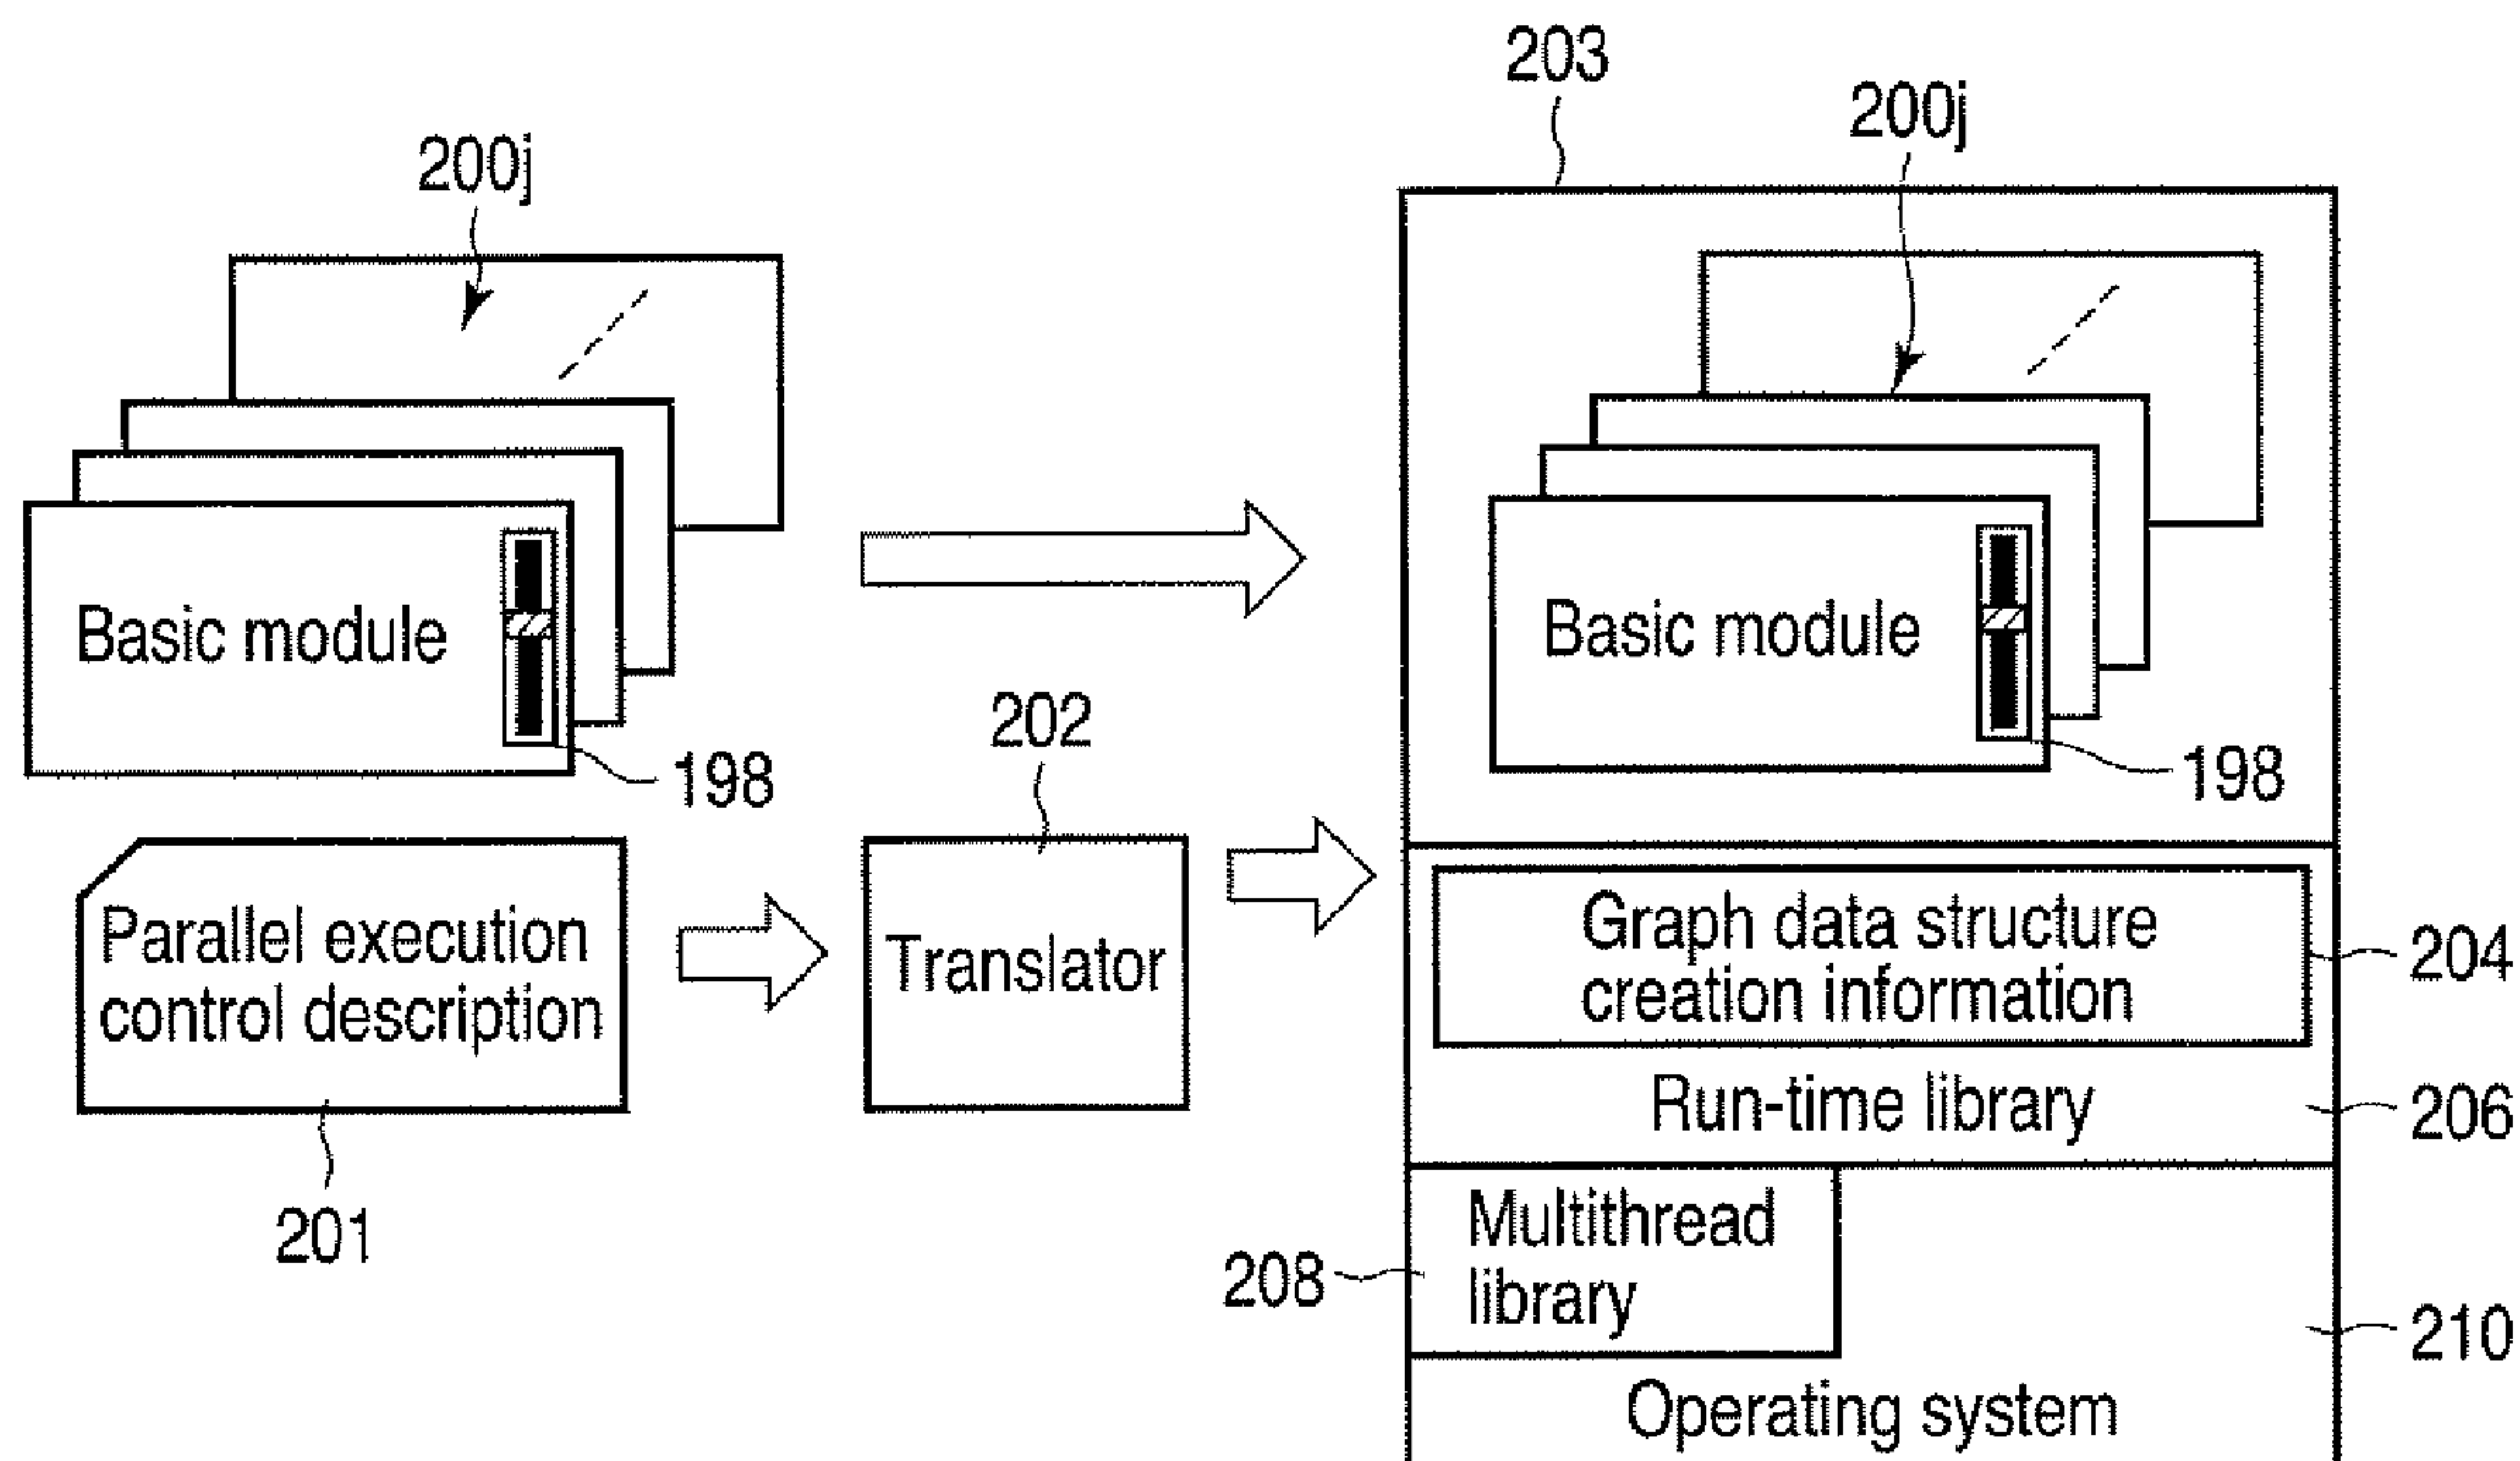 203
200j
200j
Basic module
198
Basic module
198
202
Parallel execution
control description
Translator
Graph data structure
creation information
204
Run-time library
206
201
Multithread
library
208
210
Operating system